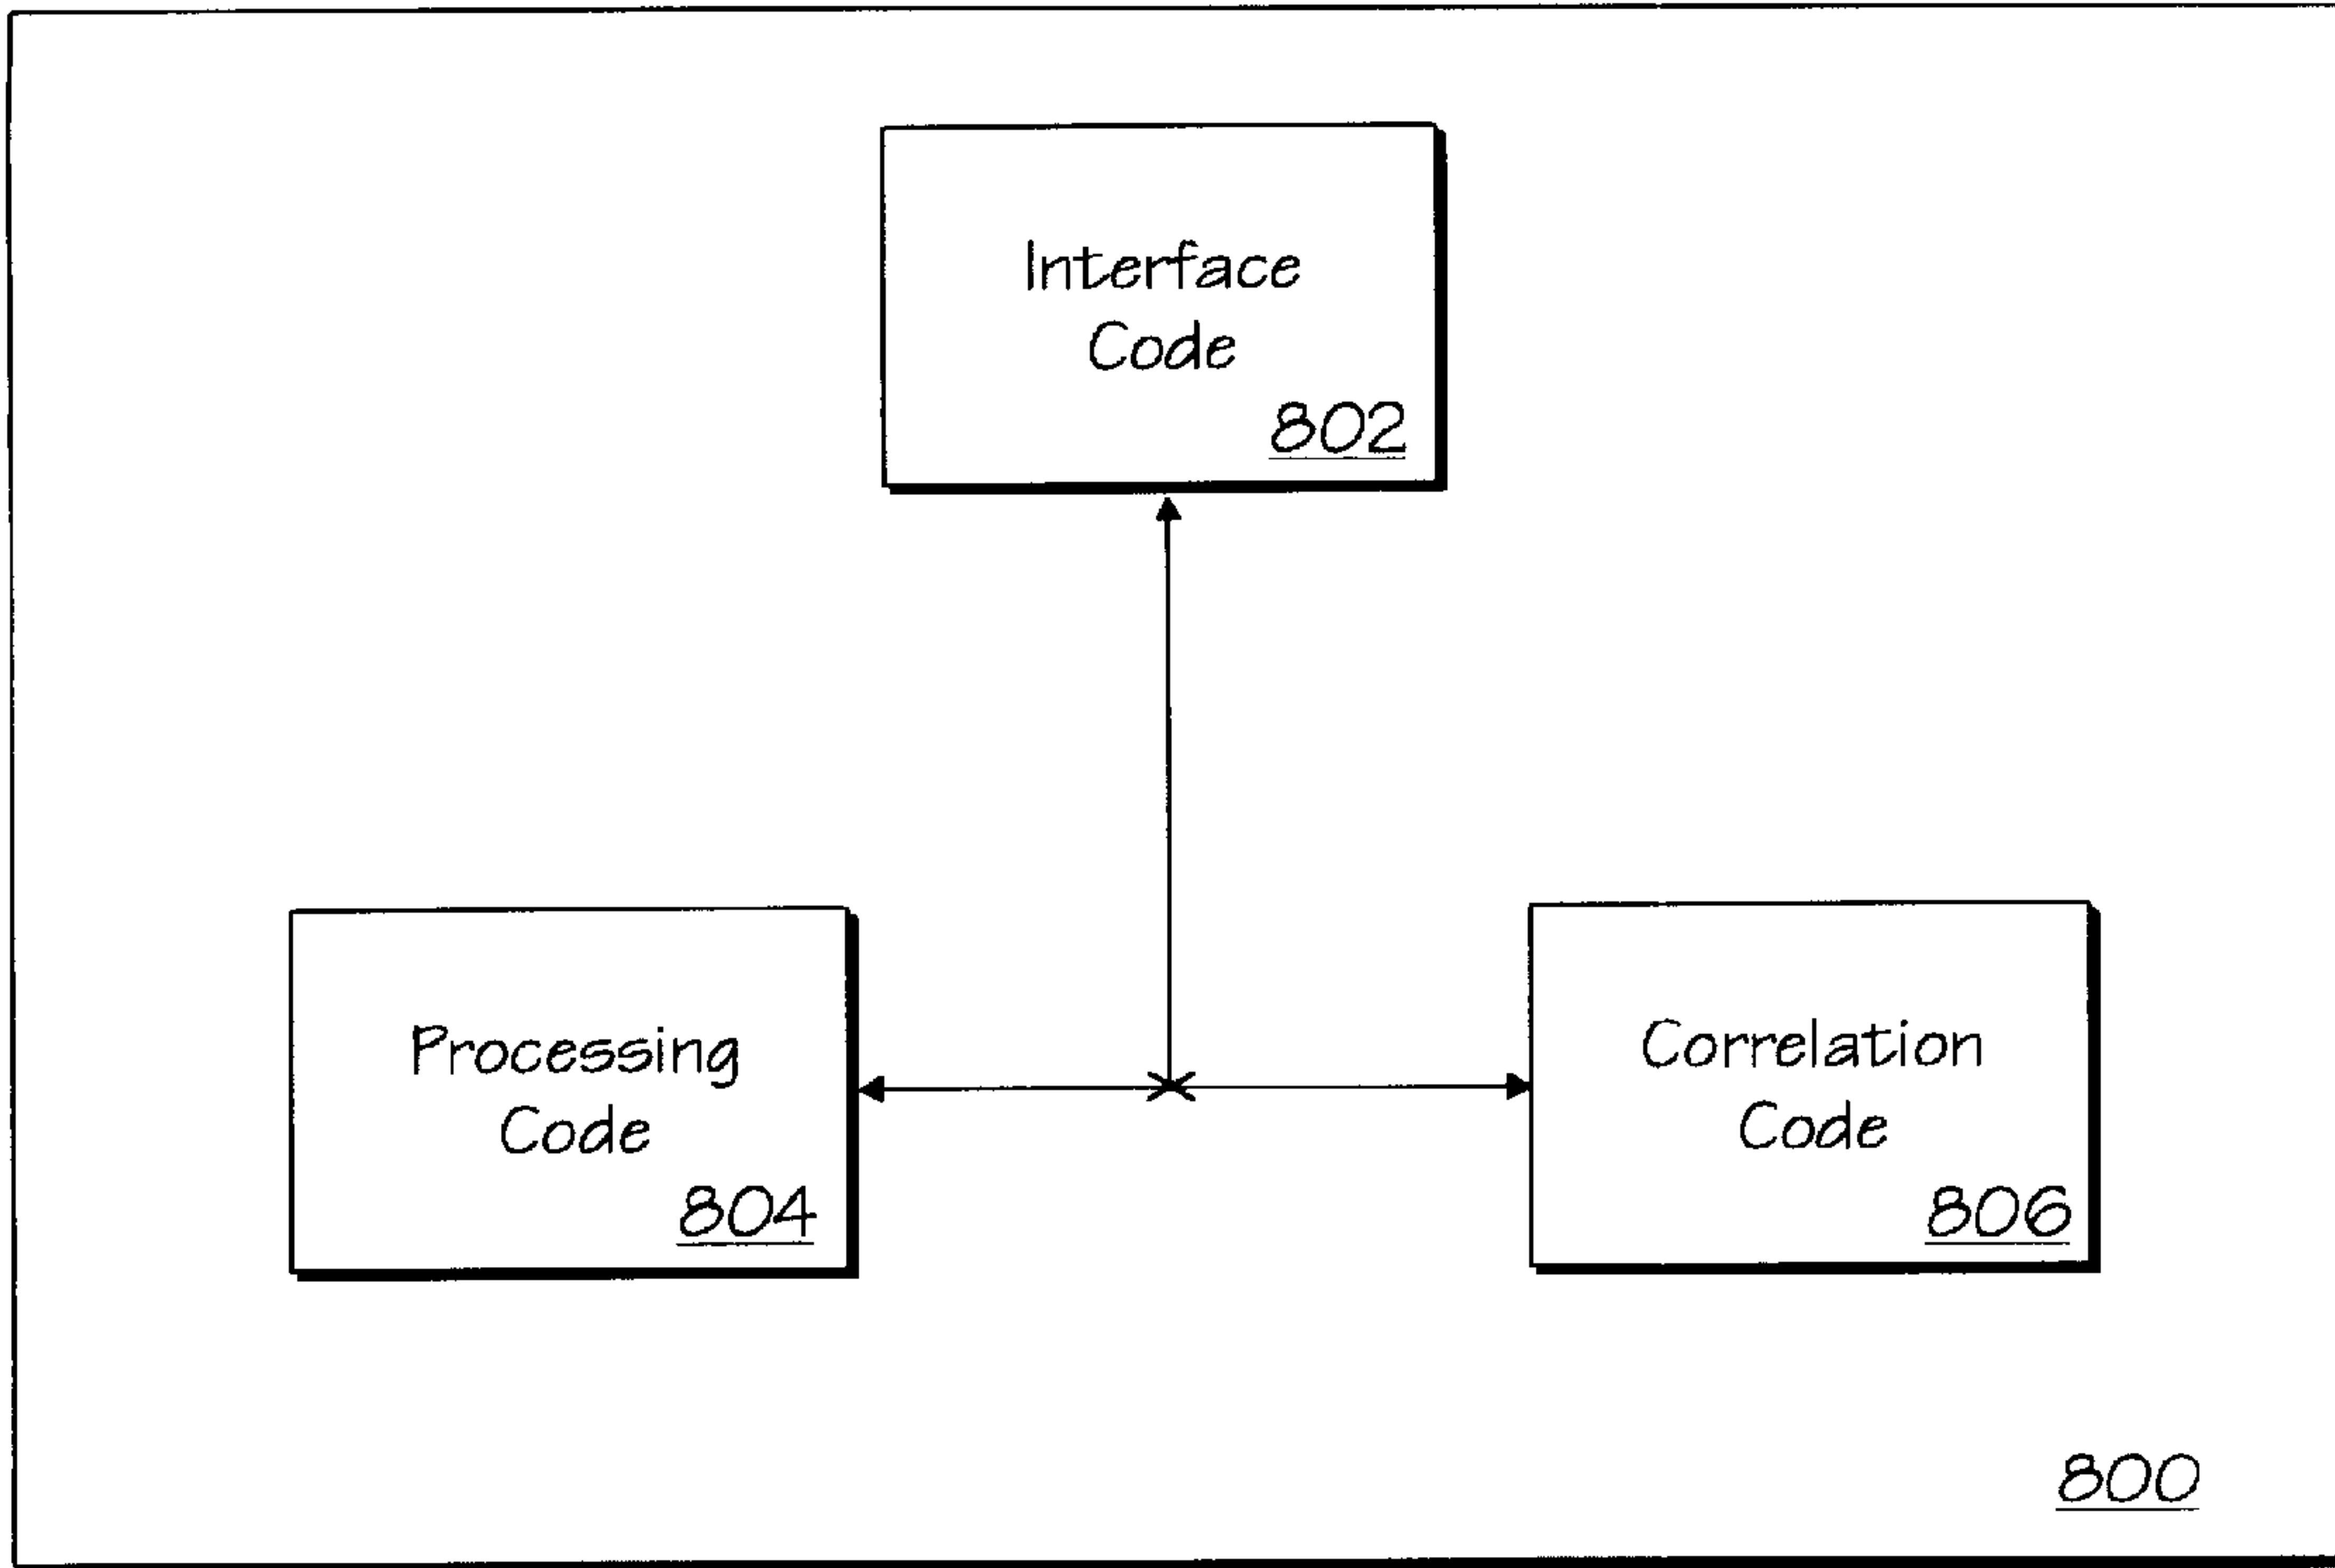 Interface
Code
802
Processing
Code
804
Correlation
Code
806
800